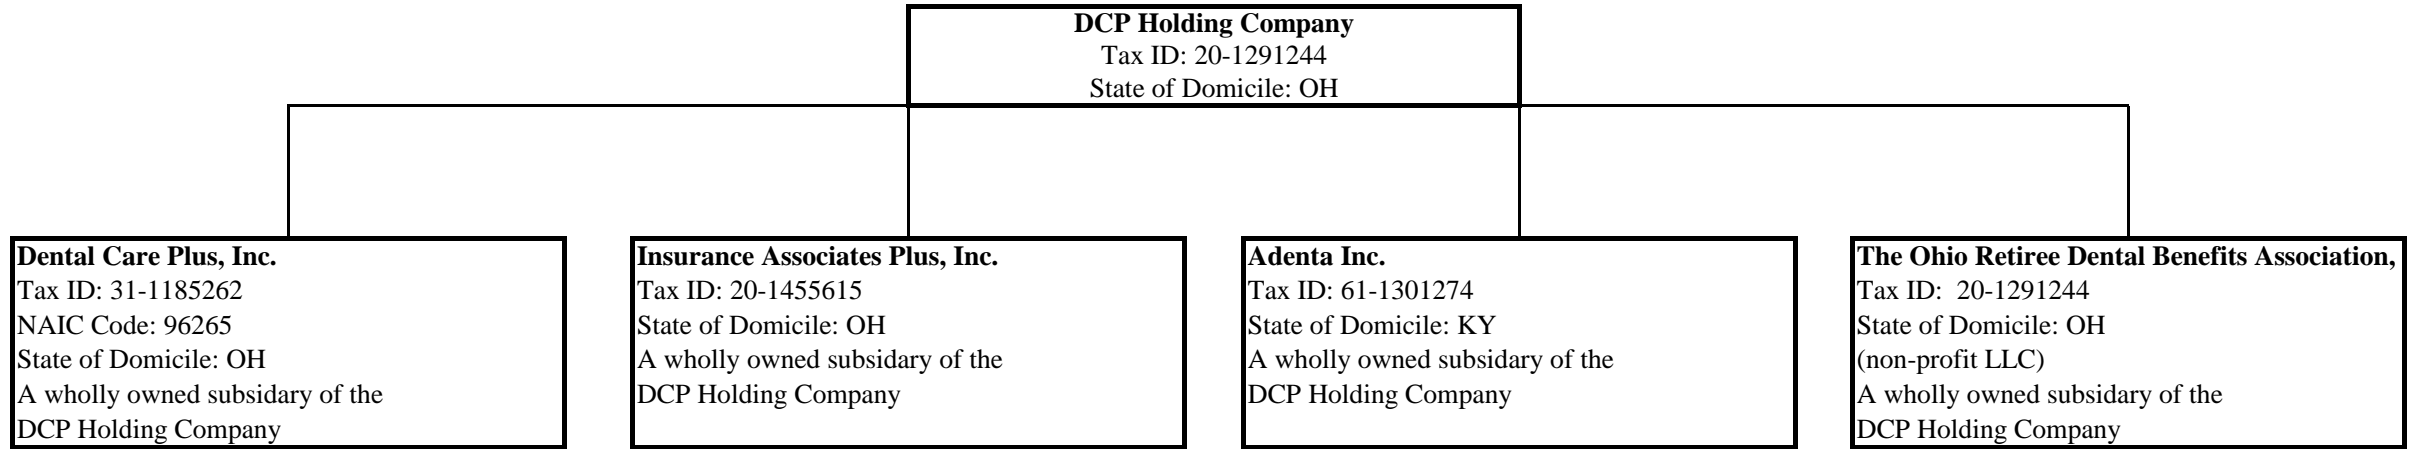 DCP Holding Company
Tax ID: 20-1291244
State of Domicile: OH
Dental Care Plus, Inc.
Tax ID: 31-1185262
NAIC Code: 96265
State of Domicile: OH
A wholly owned subsidary of the
DCP Holding Company
Insurance Associates Plus, Inc.
Tax ID: 20-1455615
State of Domicile: OH
A wholly owned subsidary of the
DCP Holding Company
Adenta Inc.
Tax ID: 61-1301274
State of Domicile: KY
A wholly owned subsidary of the
DCP Holding Company
The Ohio Retiree Dental Benefits Association,
Tax ID:  20-1291244
State of Domicile: OH
(non-profit LLC)
A wholly owned subsidary of the
DCP Holding Company